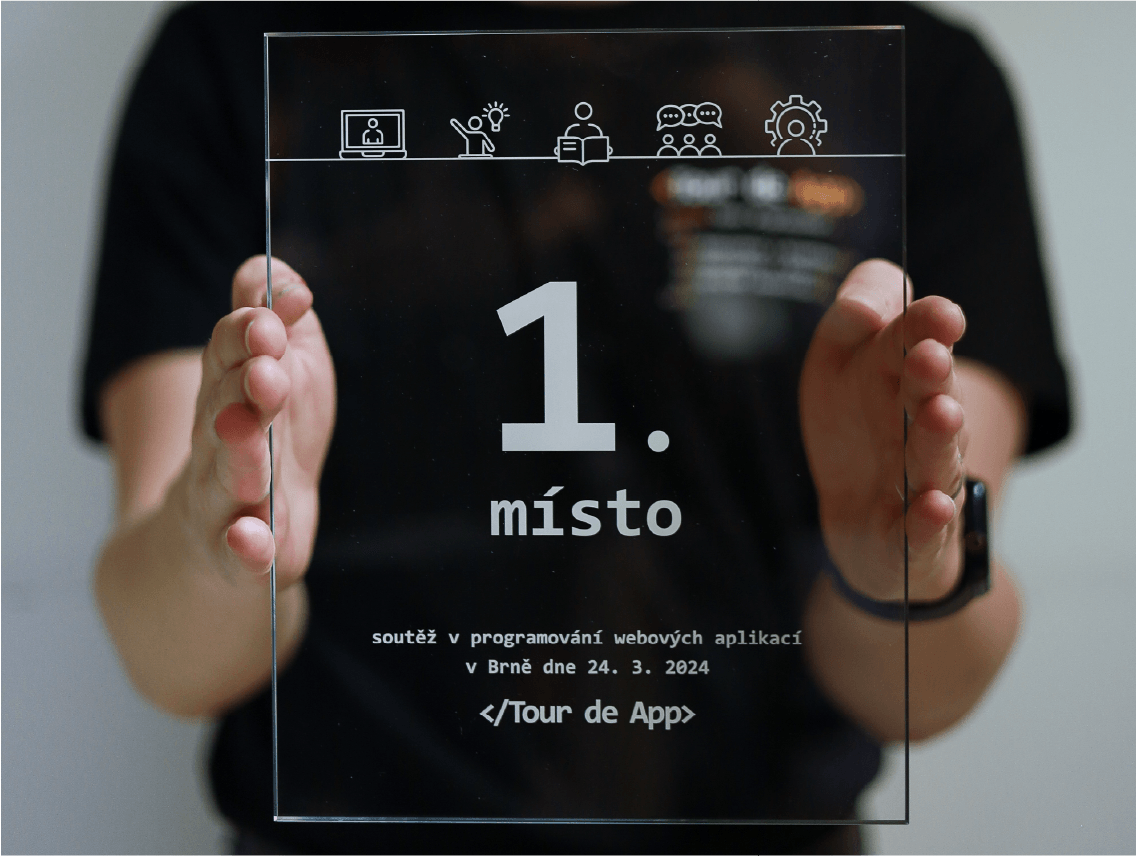 1.
místo
soutěž v programování webových aplikací
v Brně dne 24. 3. 2024
</Tour de App>